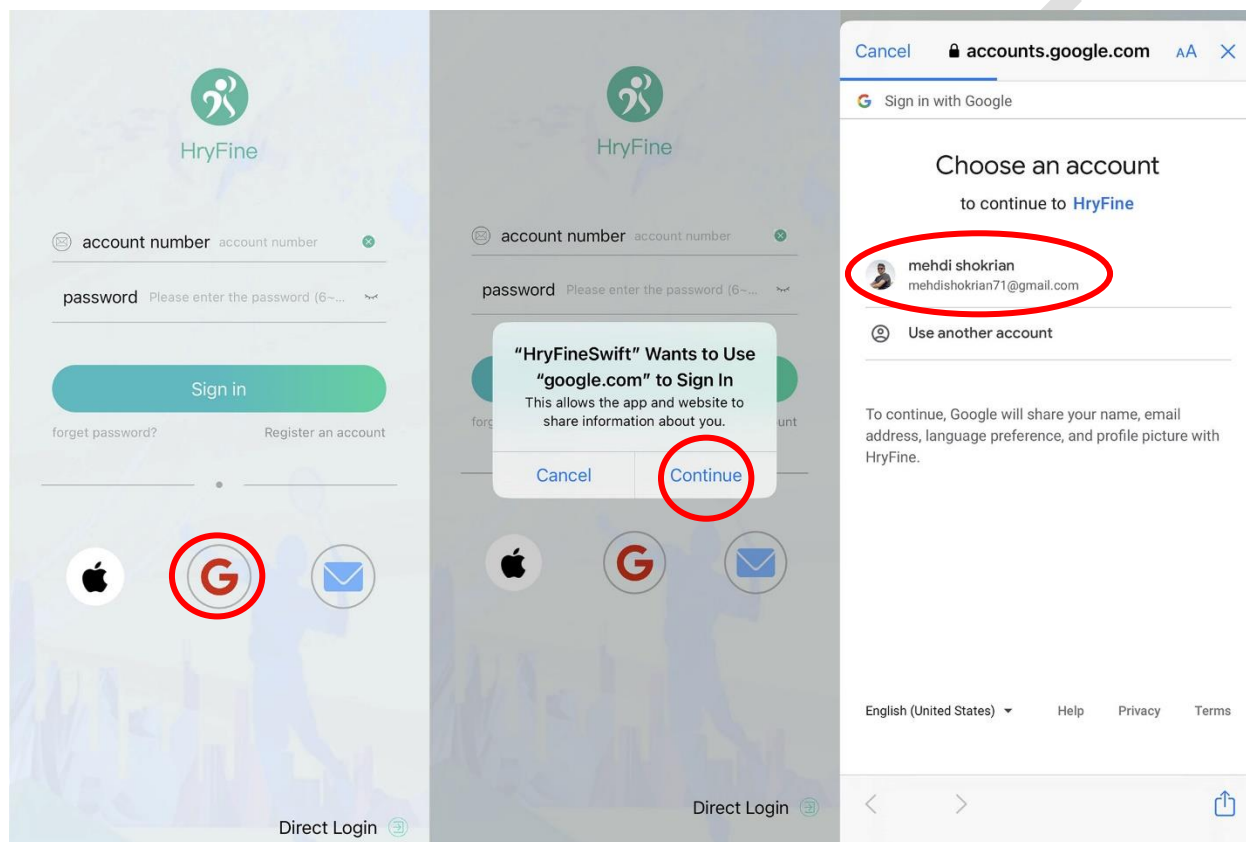 HryFine
account number account number
password Please enter the password (6~...
Sign in
forget password? Register an account
G
Direct Login
HryFine
account number account number
password Please enter the password (6~...
"HryFineSwift" Wants to Use
"google.com" to Sign In
This allows the app and website to
share information about you.
Cancel Continue
forg unt
G
Direct Login
Cancel accounts.google.com AA
G Sign in with Google
Choose an account
to continue to HryFine
mehdi shokrian
mehdishokrian71@gmail.com
Use another account
To continue, Google will share your name, email
address, language preference, and profile picture with
HryFine.
English (United States) Help Privacy Terms